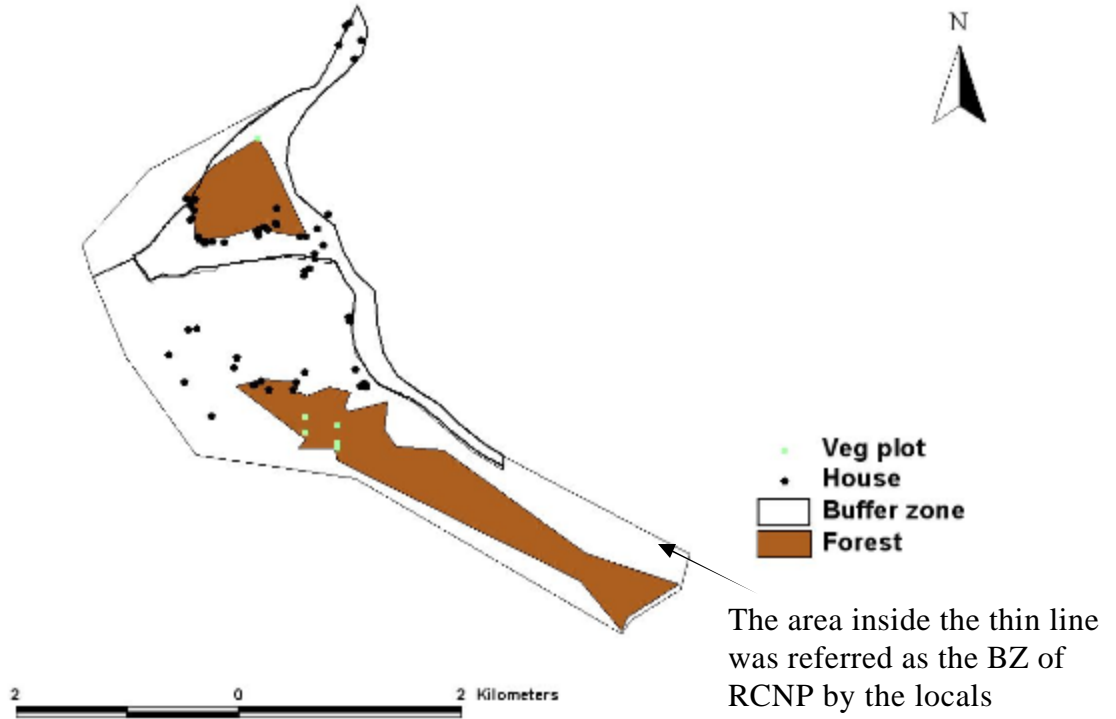 N
Veg plot
House
Buffer zone
Forest
The area inside the thin line
was referred as the BZ of
RCNP by the locals
2 0 2 Kilometers